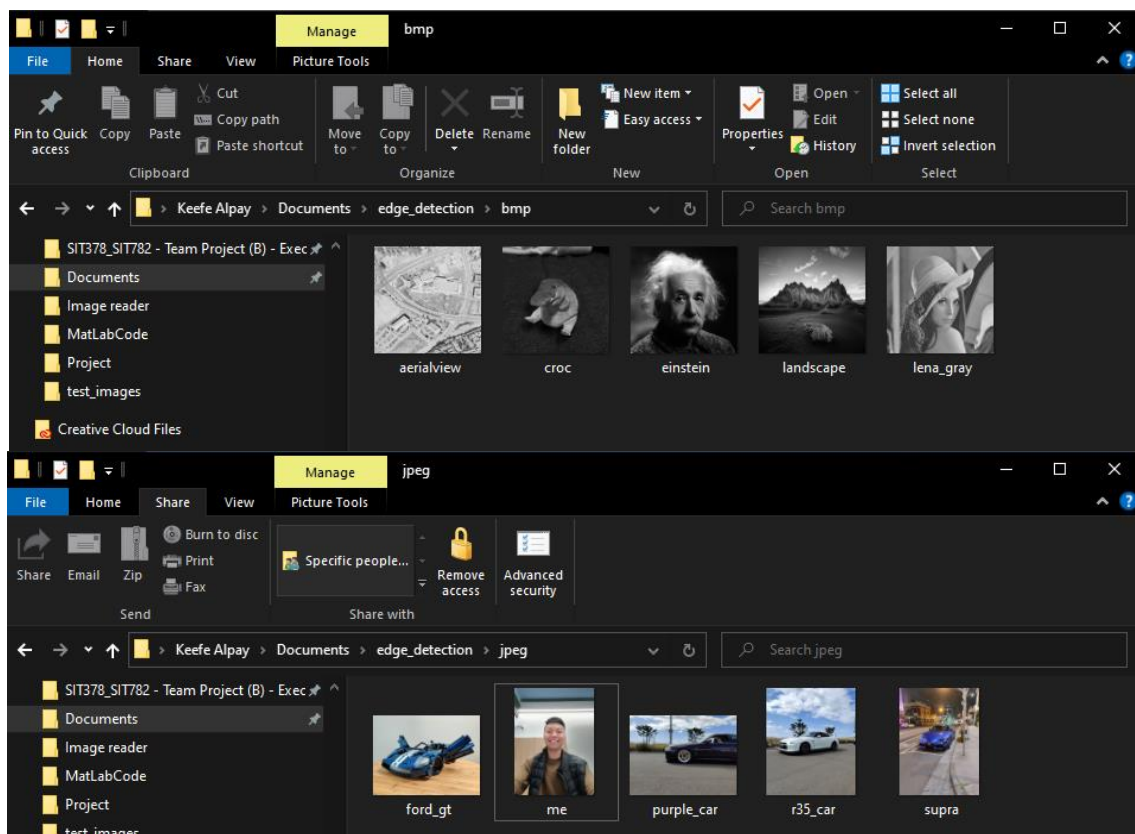 Manage bmp
File Home Share View Picture Tools
Pin to Quick access
Copy
Paste
Cut
Copy path
Paste shortcut
Move to
Copy to
Delete
Rename
New folder
New item
Easy access
Properties
Open
Edit
History
Select all
Select none
Invert selection
Clipboard Organize New Open Select
Keefe Alpay > Documents > edge_detection > bmp
Search bmp
SIT378_SIT782 - Team Project (B) - Exec
Documents
Image reader
MatLabCode
Project
test_images
Creative Cloud Files
aerialview croc einstein landscape lena_gray
Manage jpeg
File Home Share View Picture Tools
Share
Email
Zip
Burn to disc
Print
Fax
Specific people...
Remove access
Advanced security
Send Share with
Keefe Alpay > Documents > edge_detection > jpeg
Search jpeg
SIT378_SIT782 - Team Project (B) - Exec
Documents
Image reader
MatLabCode
Project
test_images
ford_gt me purple_car r35_car supra